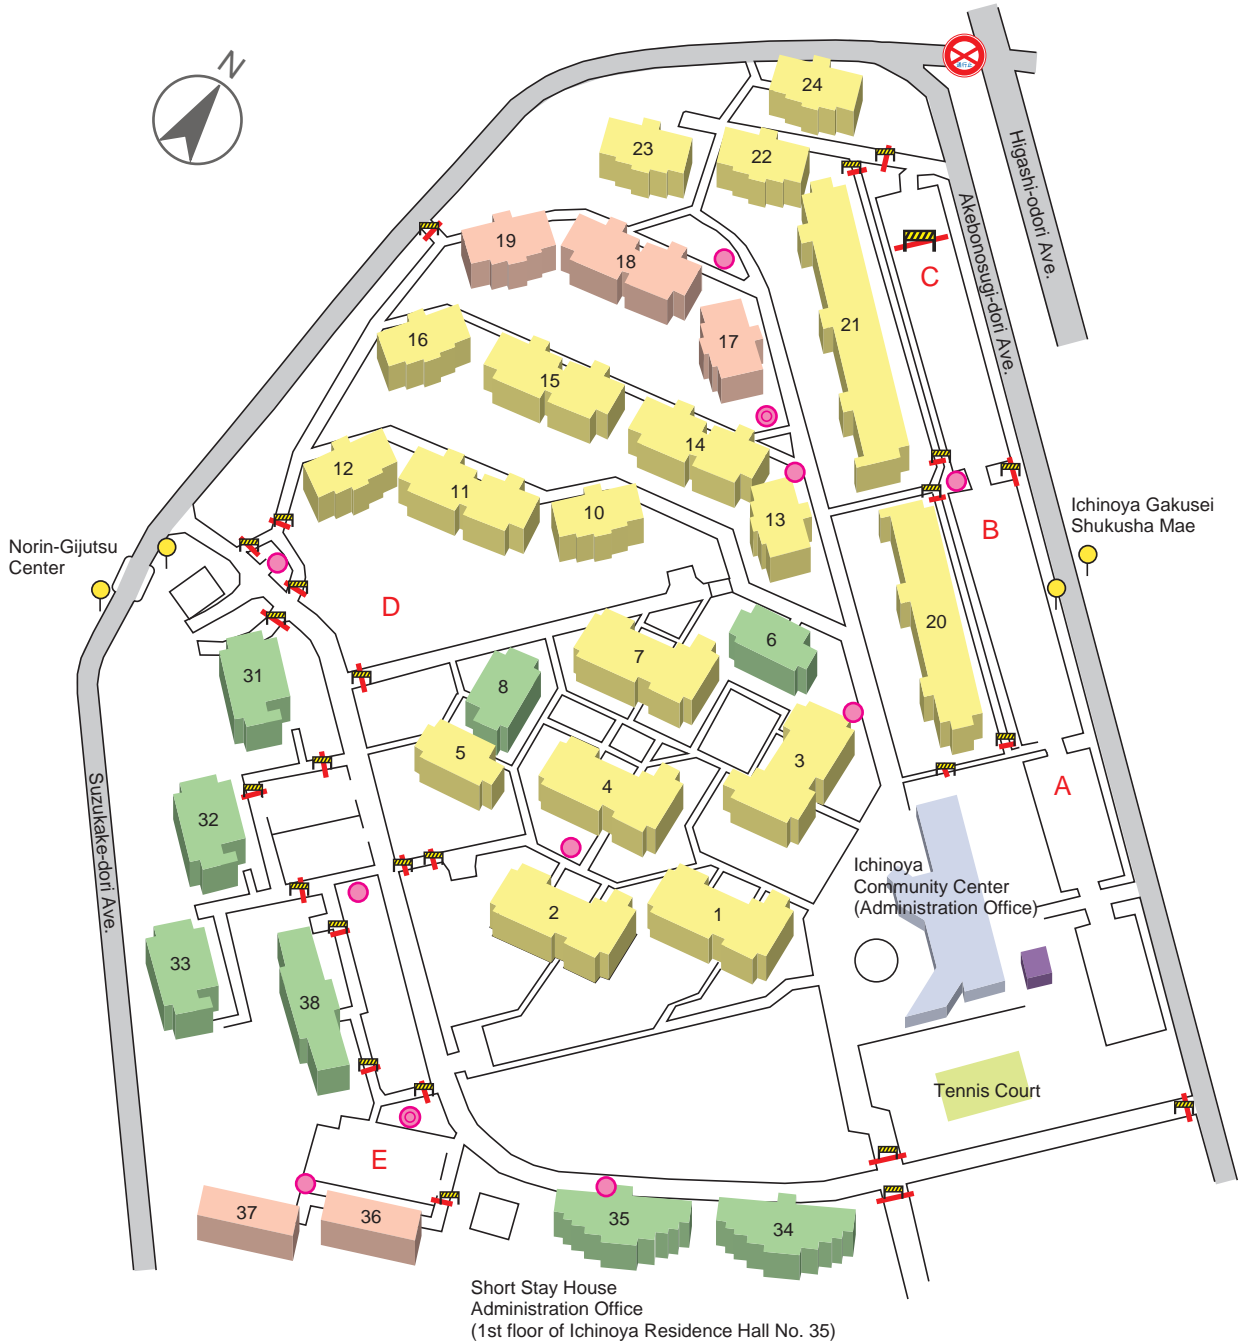 N
24
23
22
Higashi-odori Ave.
Akebonosugi-dori Ave.
19
18
C
17
21
16
15
14
12
11
10
13
B
Ichinoya Gakusei
Shukusha Mae
Norin-Gijutsu
Center
D
20
6
7
31
8
5
3
4
A
Suzukake-dori Ave.
32
Ichinoya
Community Center
(Administration Office)
2
1
33
38
Tennis Court
E
37
36
35
34
Short Stay House
Administration Office
(1st floor of Ichinoya Residence Hall No. 35)